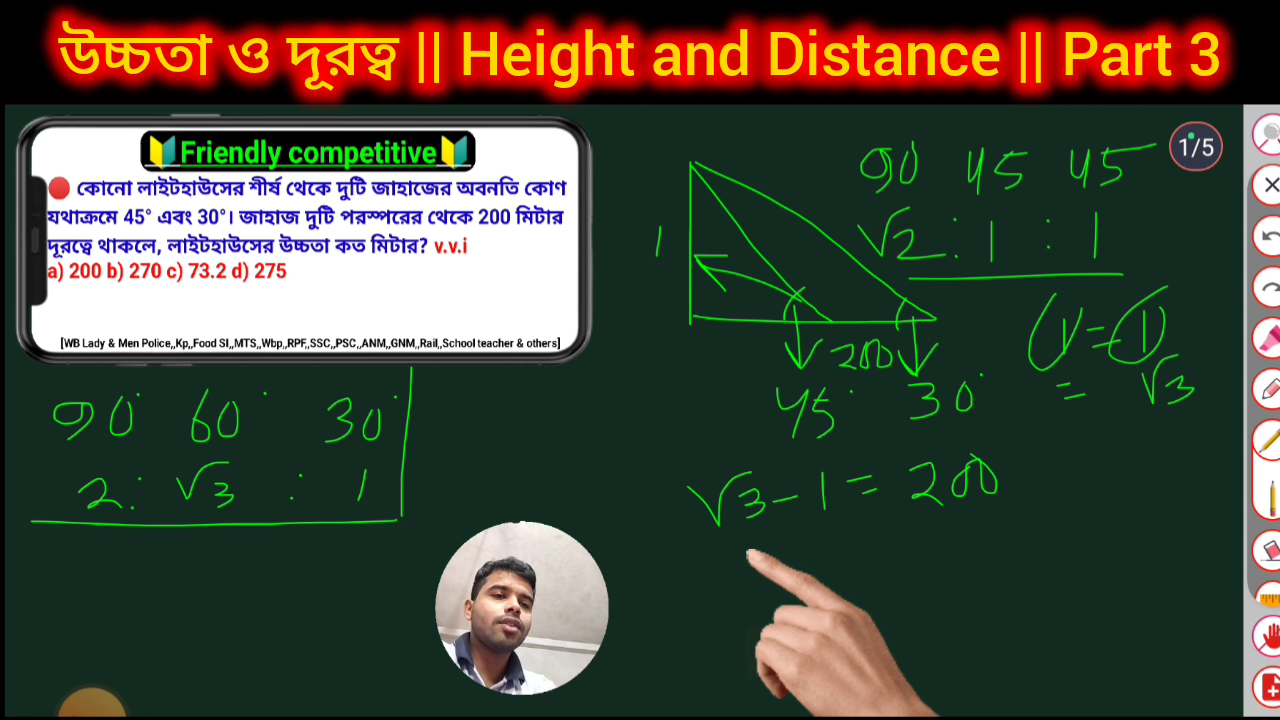 উচ্চতা ও দূরত্ব || Height and Distance || Part 3
🔰Friendly competitive🔰
🔴 কোনো লাইটহাউসের শীর্ষ থেকে দুটি জাহাজের অবনতি কোণ
যথাক্রমে 45° এবং 30°। জাহাজ দুটি পরস্পরের থেকে 200 মিটার
দূরত্বে থাকলে, লাইটহাউসের উচ্চতা কত মিটার? v.v.i
a) 200 b) 270 c) 73.2 d) 275
[WB Lady & Men Police,,Kp,,Food SI,,MTS,,Wbp,,RPF,,SSC,,PSC,,ANM,,GNM,,Rail,,School teacher & others]
1/5
90° 45 45
√2 : 1 : 1
1
200
45° 30°
1 = 1
= √3
√3 - 1 = 200
90° 60° 30°
2 : √3 : 1